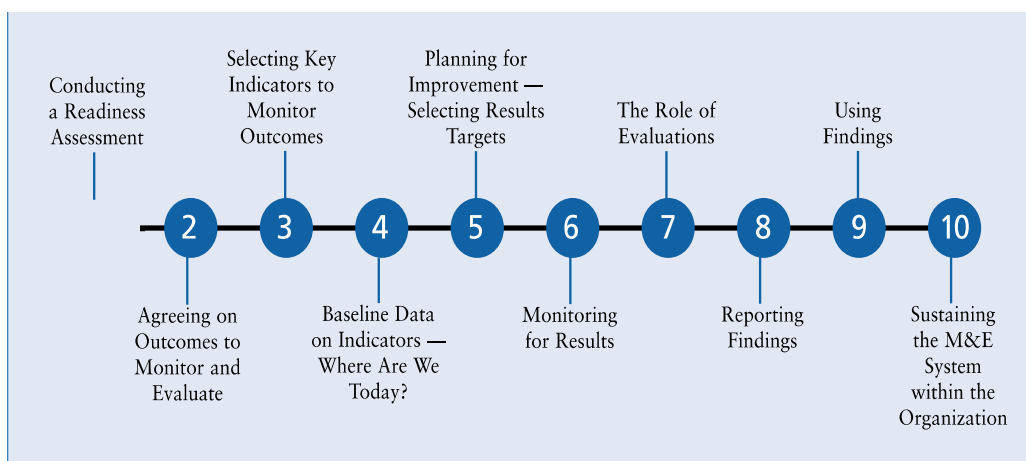 Conducting
a Readiness
Assessment
Selecting Key
Indicators to
Monitor
Outcomes
Planning for
Improvement —
Selecting Results
Targets
The Role of
Evaluations
Using
Findings
2
3
4
5
6
7
8
9
10
Agreeing on
Outcomes to
Monitor and
Evaluate
Baseline Data
on Indicators —
Where Are We
Today?
Monitoring
for Results
Reporting
Findings
Sustaining
the M&E
System
within the
Organization